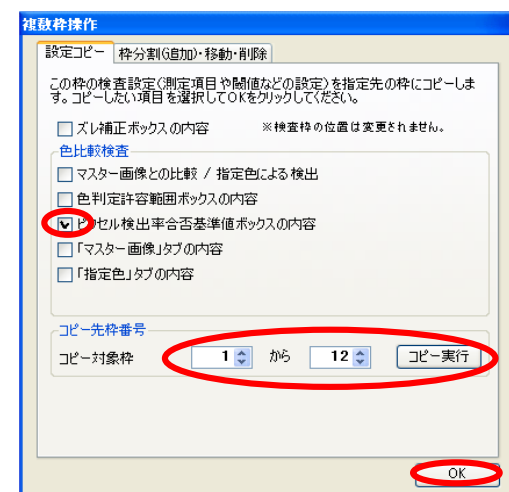 複数枠操作
設定コピー 枠分割(追加)・移動・削除
この枠の検査設定(測定項目や閾値などの設定)を指定先の枠にコピーしま
す。コピーしたい項目を選択してOKをクリックしてください。
ズレ補正ボックスの内容 ※検査枠の位置は変更されません。
色比較検査
マスター画像との比較 / 指定色による検出
色判定許容範囲ボックスの内容
ピクセル検出率合否基準値ボックスの内容
「マスター画像」タブの内容
「指定色」タブの内容
コピー先枠番号
コピー対象枠 1 から 12 コピー実行
OK